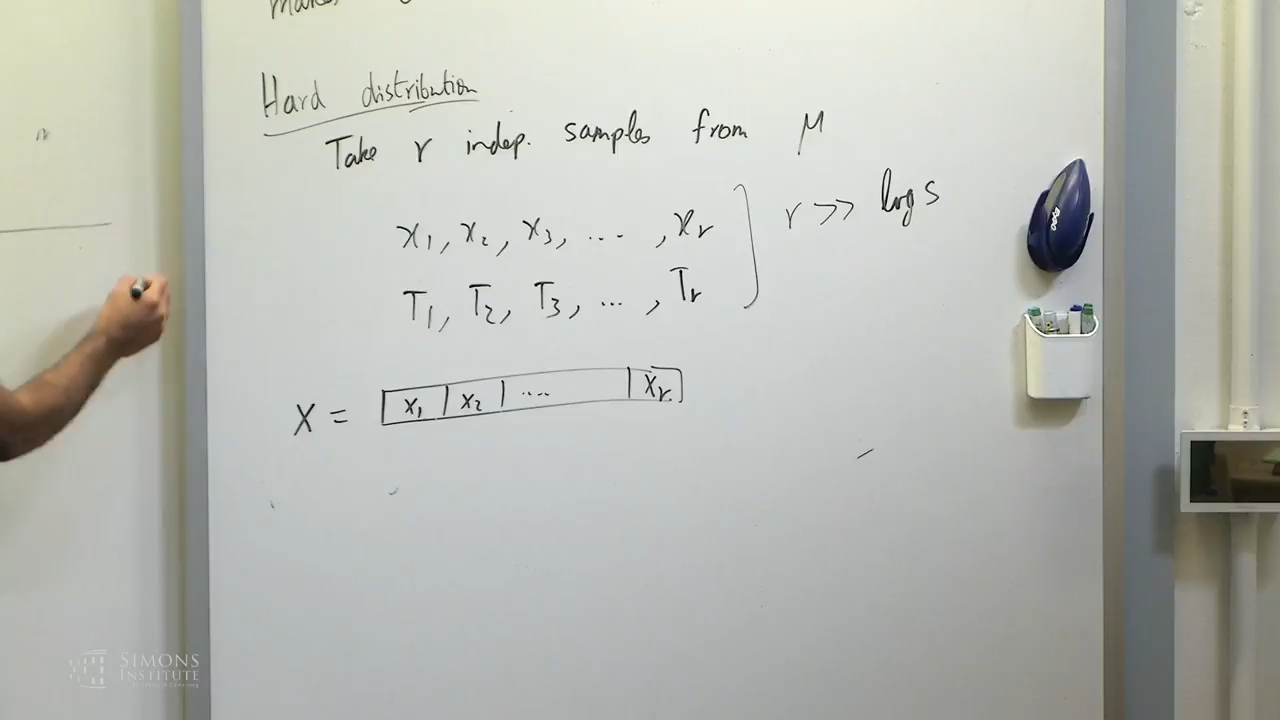 Hard distribution
Take r indep. samples from μ
x₁, x₂, x₃, ... , xᵣ
r >> log s
T₁, T₂, T₃, ... , Tᵣ
X = x₁ | x₂ | .... | xᵣ
SIMONS
INSTITUTE